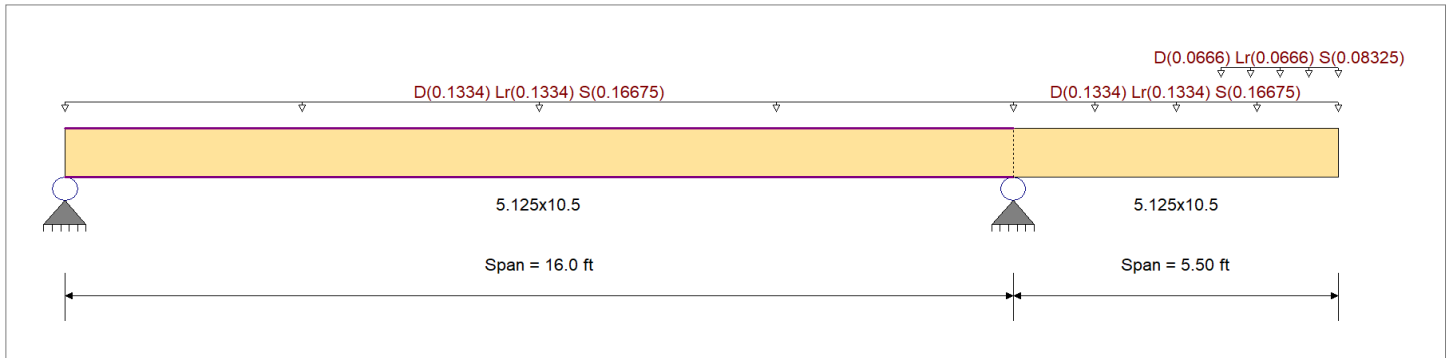 D(0.0666) Lr(0.0666) S(0.08325)
D(0.1334) Lr(0.1334) S(0.16675)
D(0.1334) Lr(0.1334) S(0.16675)
5.125x10.5
5.125x10.5
Span = 16.0 ft
Span = 5.50 ft